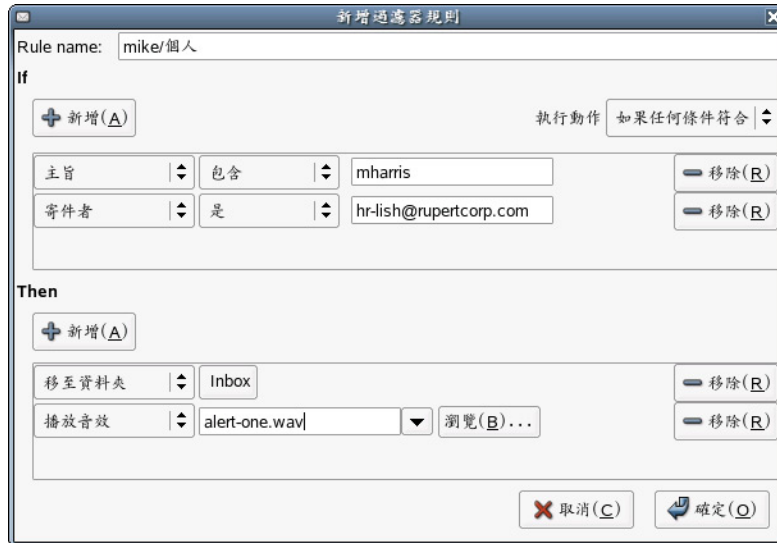 新增過濾器規則
Rule name: mike/個人
If
新增(A) 執行動作 如果任何條件符合
主旨 包含 mharris 移除(R)
寄件者 是 hr-lish@rupertcorp.com 移除(R)
Then
新增(A)
移至資料夾 Inbox 移除(R)
播放音效 alert-one.wav 瀏覽(B)... 移除(R)
取消(C) 確定(O)